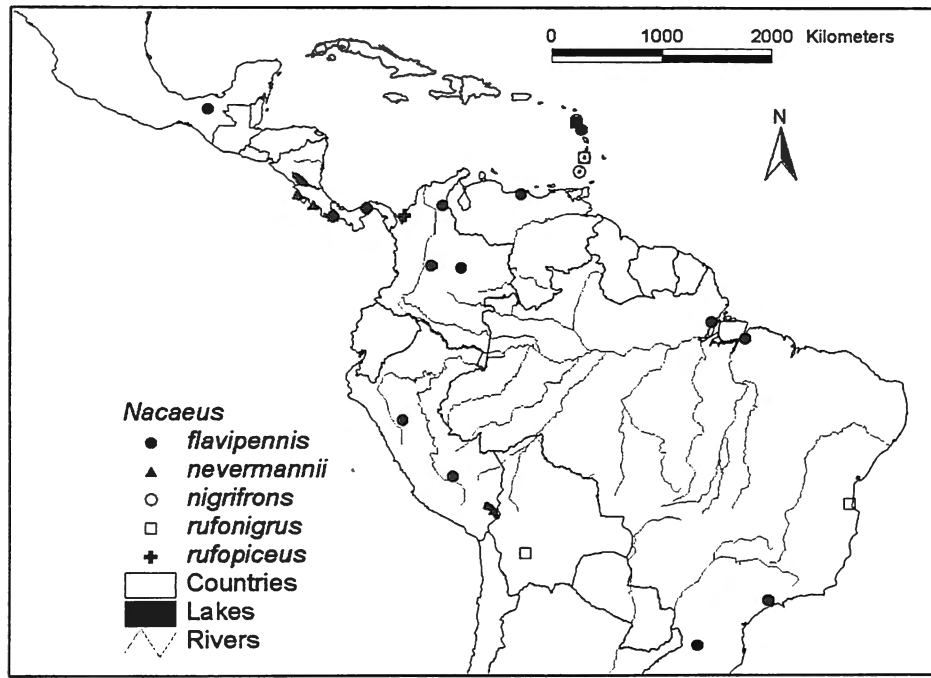 0 1000 2000 Kilometers
N
Nacaeus
flavipennis
nevermannii
nigrifrons
rufonigrus
rufopiceus
Countries
Lakes
Rivers